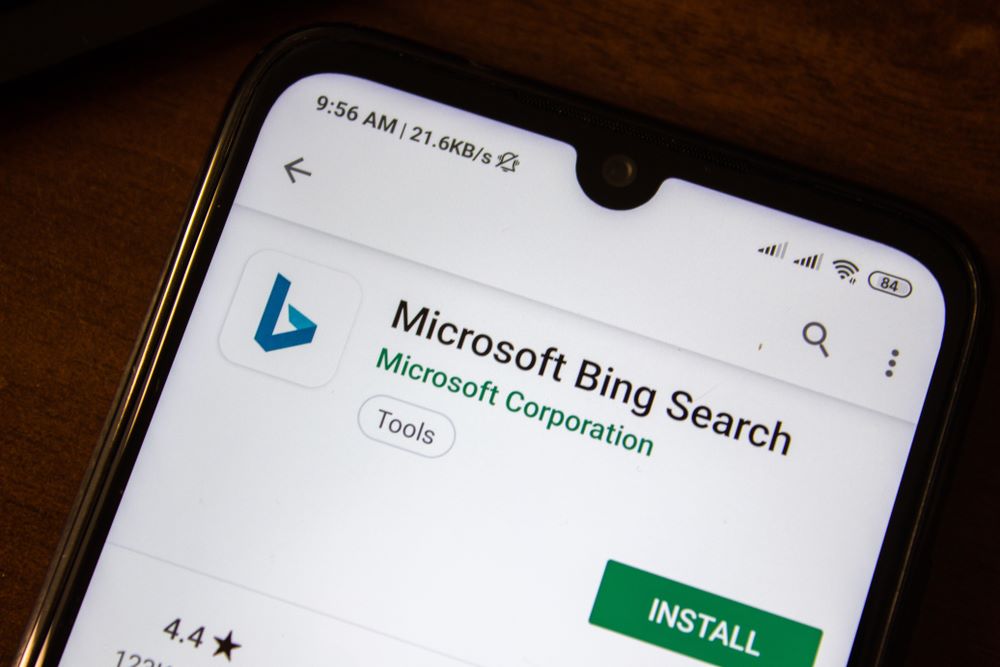 9:56 AM | 21.6KB/s
84
Microsoft Bing Search
Microsoft Corporation
Tools
INSTALL
4.4 ★